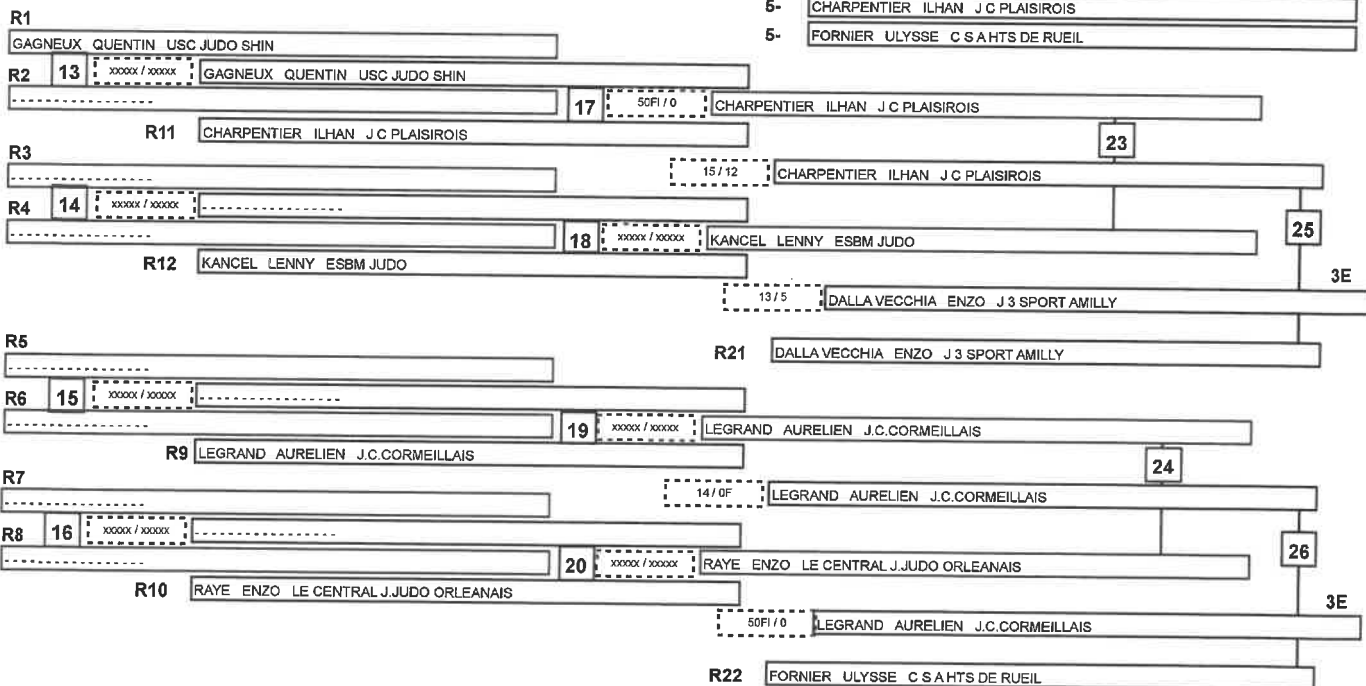 5- CHARPENTIER ILHAN J C PLAISIROIS
R1
5- FORNIER ULYSSE C S A HTS DE RUEIL
GAGNEUX QUENTIN USC JUDO SHIN
R2 13 xxxxx / xxxxx GAGNEUX QUENTIN USC JUDO SHIN
---------------- 17 50FI / 0 CHARPENTIER ILHAN J C PLAISIROIS
R11 CHARPENTIER ILHAN J C PLAISIROIS
23
R3
---------------- 15 / 12 CHARPENTIER ILHAN J C PLAISIROIS
R4 14 xxxxx / xxxxx ----------------
25
---------------- 18 xxxxx / xxxxx KANCEL LENNY ESBM JUDO
R12 KANCEL LENNY ESBM JUDO
3E
13 / 5 DALLA VECCHIA ENZO J 3 SPORT AMILLY
R5
R21 DALLA VECCHIA ENZO J 3 SPORT AMILLY
----------------
R6 15 xxxxx / xxxxx ----------------
---------------- 19 xxxxx / xxxxx LEGRAND AURELIEN J.C.CORMEILLAIS
R9 LEGRAND AURELIEN J.C.CORMEILLAIS
24
R7
---------------- 14 / 0F LEGRAND AURELIEN J.C.CORMEILLAIS
R8 16 xxxxx / xxxxx ----------------
26
---------------- 20 xxxxx / xxxxx RAYE ENZO LE CENTRAL J.JUDO ORLEANAIS
R10 RAYE ENZO LE CENTRAL J.JUDO ORLEANAIS
3E
50FI / 0 LEGRAND AURELIEN J.C.CORMEILLAIS
R22 FORNIER ULYSSE C S A HTS DE RUEIL